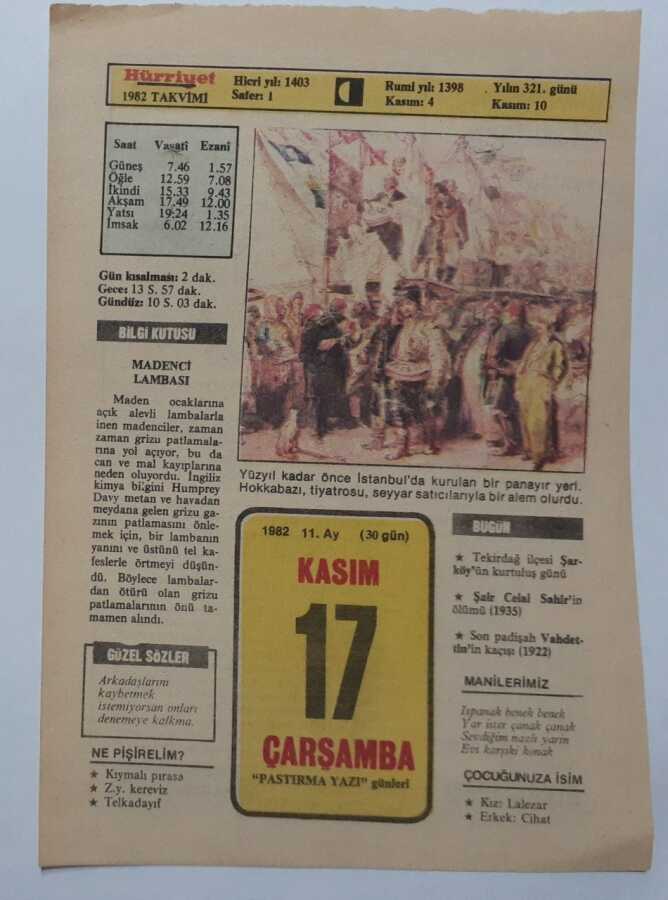 Hürriyet
1982 TAKVİMİ
Hicri yıl: 1403
Safer: 1
Rumi yıl: 1398
Kasım: 4
Yılın 321. günü
Kasım: 10
Saat Vasatî Ezanî
Güneş 7.46 1.57
Öğle 12.59 7.08
İkindi 15.33 9.43
Akşam 17.49 12.00
Yatsı 19.24 1.35
İmsak 6.02 12.16
Gün kısalması: 2 dak.
Gece: 13 S. 57 dak.
Gündüz: 10 S. 03 dak.
BİLGİ KUTUSU
MADENCİ
LAMBASI
Maden ocaklarına
açık alevli lambalarla
inen madenciler, zaman
zaman grizu patlamala-
rına yol açıyor, bu da
can ve mal kayıplarına
neden oluyordu. İngiliz
kimya bilgini Humprey
Davy metan ve havadan
meydana gelen grizu ga-
zının patlamasını önle-
mek için, bir lambanın
yanını ve üstünü tel ka-
feslerle örtmeyi düşün-
dü. Böylece lambalar-
dan ötürü olan grizu
patlamalarının önü ta-
mamen alındı.
GÜZEL SÖZLER
Arkadaşlarını
kaybetmek
istemiyorsan onları
denemeye kalkma.
NE PİŞİRELİM?
★ Kıymalı pırasa
★ Z.y. kereviz
★ Telkadayıf
Yüzyıl kadar önce İstanbul'da kurulan bir panayır yeri.
Hokkabazı, tiyatrosu, seyyar satıcılarıyla bir alem olurdu.
1982 11. Ay (30 gün)
KASIM
17
ÇARŞAMBA
"PASTIRMA YAZI" günleri
BUGÜN
★ Tekirdağ ilçesi Şar-
köy'ün kurtuluş günü
★ Şair Celal Sahir'in
ölümü (1935)
★ Son padişah Vahdet-
tin'in kaçışı (1922)
MANİLERİMİZ
Ispanak benek benek
Yar ister çanak çanak
Sevdiğim nazlı yarin
Evi karşıki konak
ÇOCUĞUNUZA İSİM
★ Kız: Lalezar
★ Erkek: Cihat